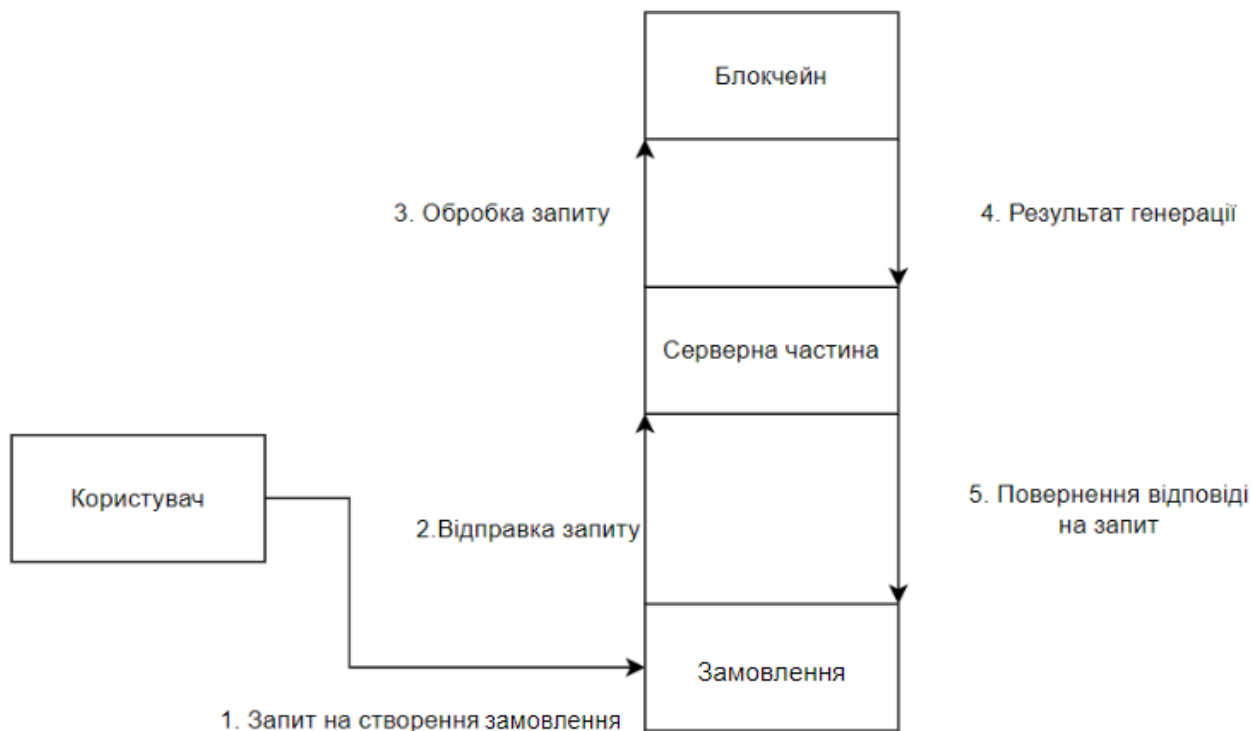 Блокчейн
3. Обробка запиту
4. Результат генерації
Серверна частина
Користувач
2.Відправка запиту
5. Повернення відповіді
на запит
Замовлення
1. Запит на створення замовлення